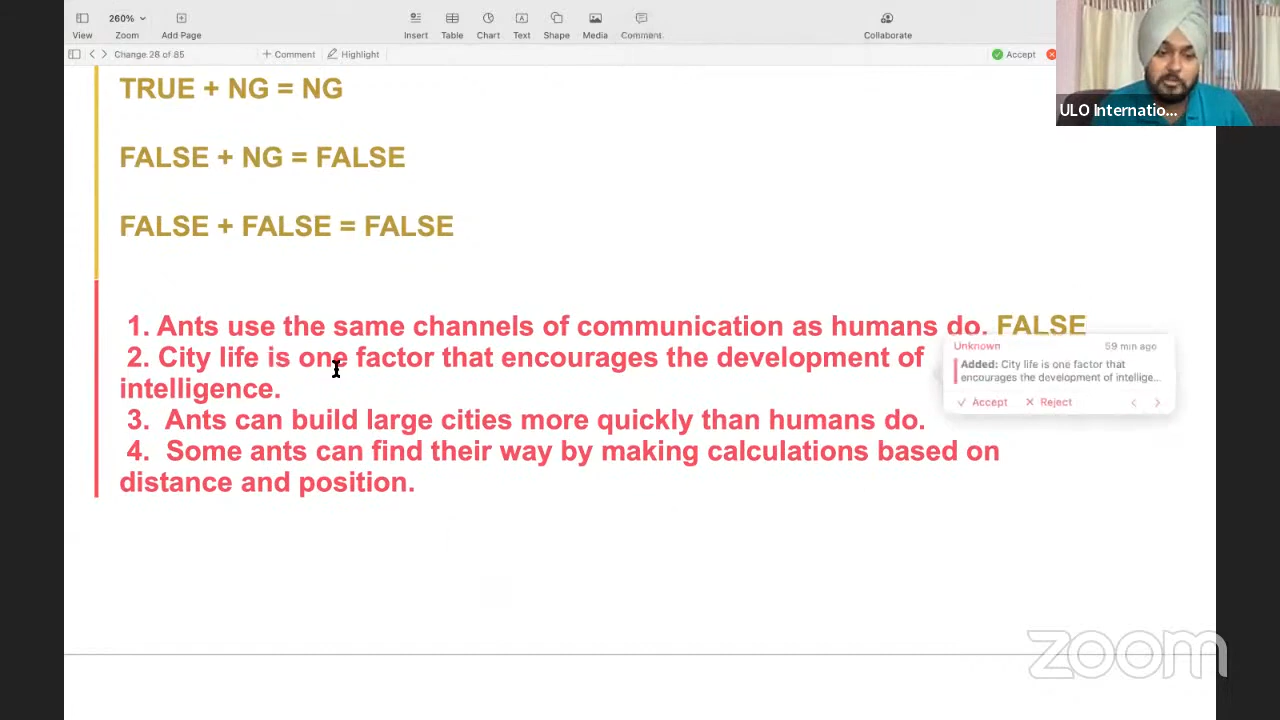 260%
View
Zoom
Add Page
Insert
Table
Chart
Text
Shape
Media
Comment
Collaborate
Change 28 of 85
+ Comment
Highlight
Accept
ULO Internatio...
TRUE + NG = NG
FALSE + NG = FALSE
FALSE + FALSE = FALSE
1. Ants use the same channels of communication as humans do. FALSE
2. City life is one factor that encourages the development of
intelligence.
3. Ants can build large cities more quickly than humans do.
4. Some ants can find their way by making calculations based on
distance and position.
Unknown
59 min ago
Added: City life is one factor that
encourages the development of intellige...
Accept
Reject
zoom